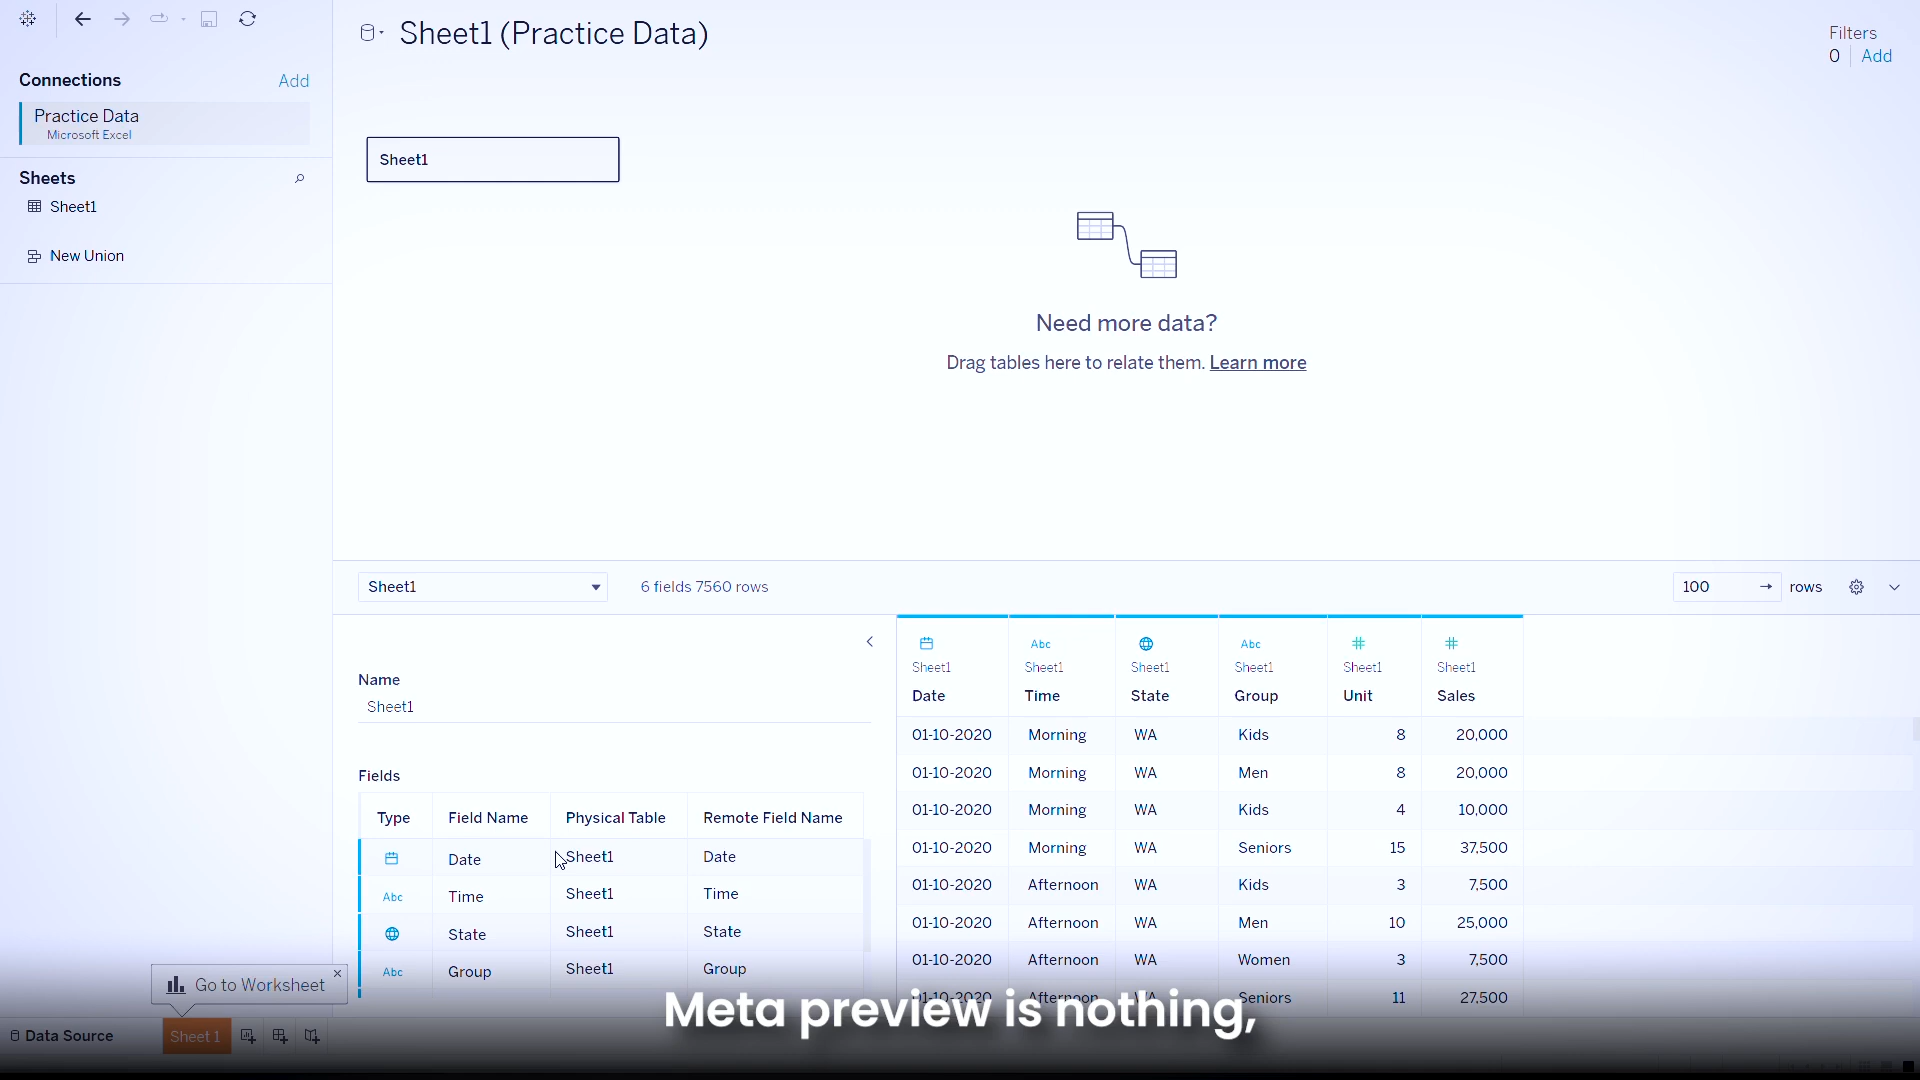 Sheet1 (Practice Data)
Filters
0 Add
Connections Add
Practice Data
Microsoft Excel
Sheets
Sheet1
New Union
Sheet1
Need more data?
Drag tables here to relate them. Learn more
Sheet1 6 fields 7560 rows 100 rows
Name
Sheet1
Fields
Type Field Name Physical Table Remote Field Name
Date Sheet1 Date
Abc Time Sheet1 Time
State Sheet1 State
Abc Group Sheet1 Group
Abc Abc
Sheet1 Sheet1 Sheet1 Sheet1 Sheet1 Sheet1
Date Time State Group Unit Sales
01-10-2020 Morning WA Kids 8 20,000
01-10-2020 Morning WA Men 8 20,000
01-10-2020 Morning WA Kids 4 10,000
01-10-2020 Morning WA Seniors 15 37,500
01-10-2020 Afternoon WA Kids 3 7,500
01-10-2020 Afternoon WA Men 10 25,000
01-10-2020 Afternoon WA Women 3 7,500
01-10-2020 Afternoon WA Seniors 11 27,500
Go to Worksheet
Meta preview is nothing,
Data Source Sheet 1